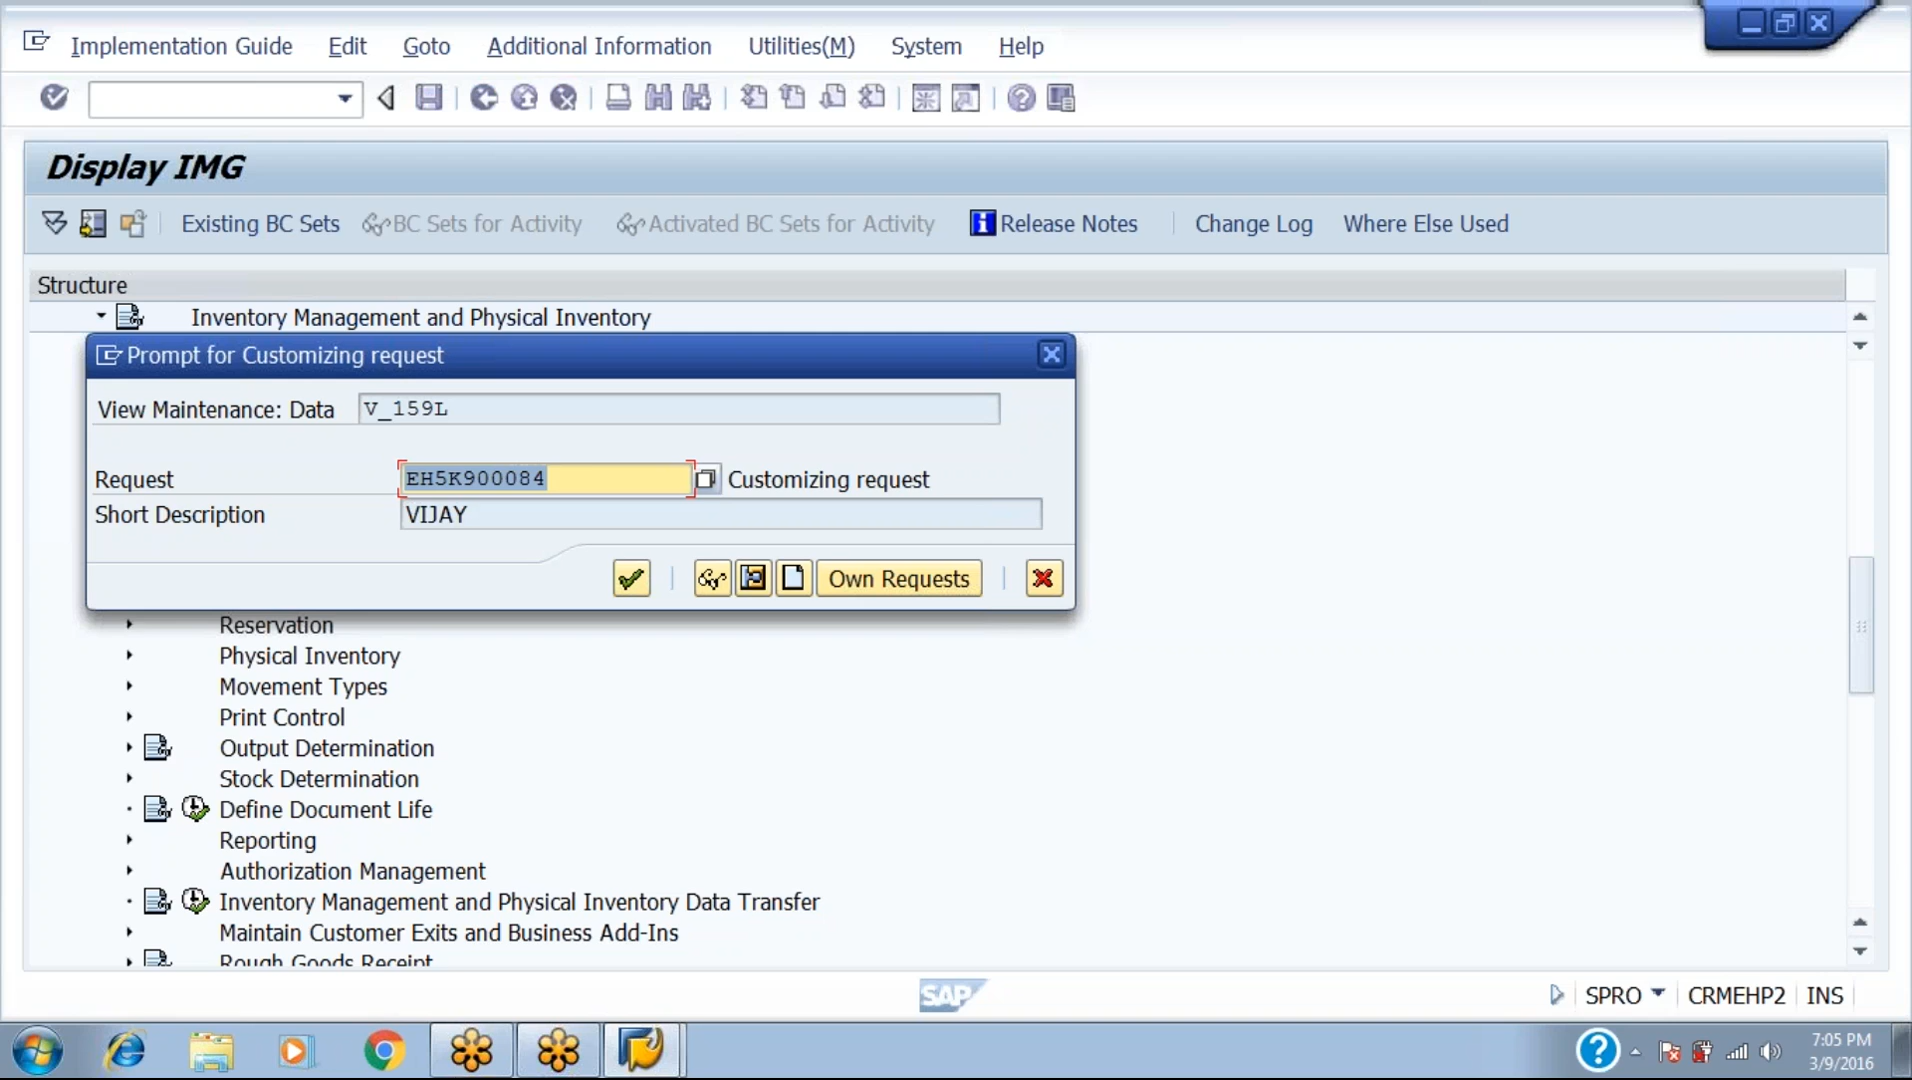 Implementation Guide Edit Goto Additional Information Utilities(M) System Help
Display IMG
Existing BC Sets BC Sets for Activity Activated BC Sets for Activity Release Notes Change Log Where Else Used
Structure
Inventory Management and Physical Inventory
Prompt for Customizing request
View Maintenance: Data V_159L
Request EH5K900084 Customizing request
Short Description VIJAY
Own Requests
Reservation
Physical Inventory
Movement Types
Print Control
Output Determination
Stock Determination
Define Document Life
Reporting
Authorization Management
Inventory Management and Physical Inventory Data Transfer
Maintain Customer Exits and Business Add-Ins
Rough Goods Receipt
SAP SPRO CRMEHP2 INS
7:05 PM
3/9/2016